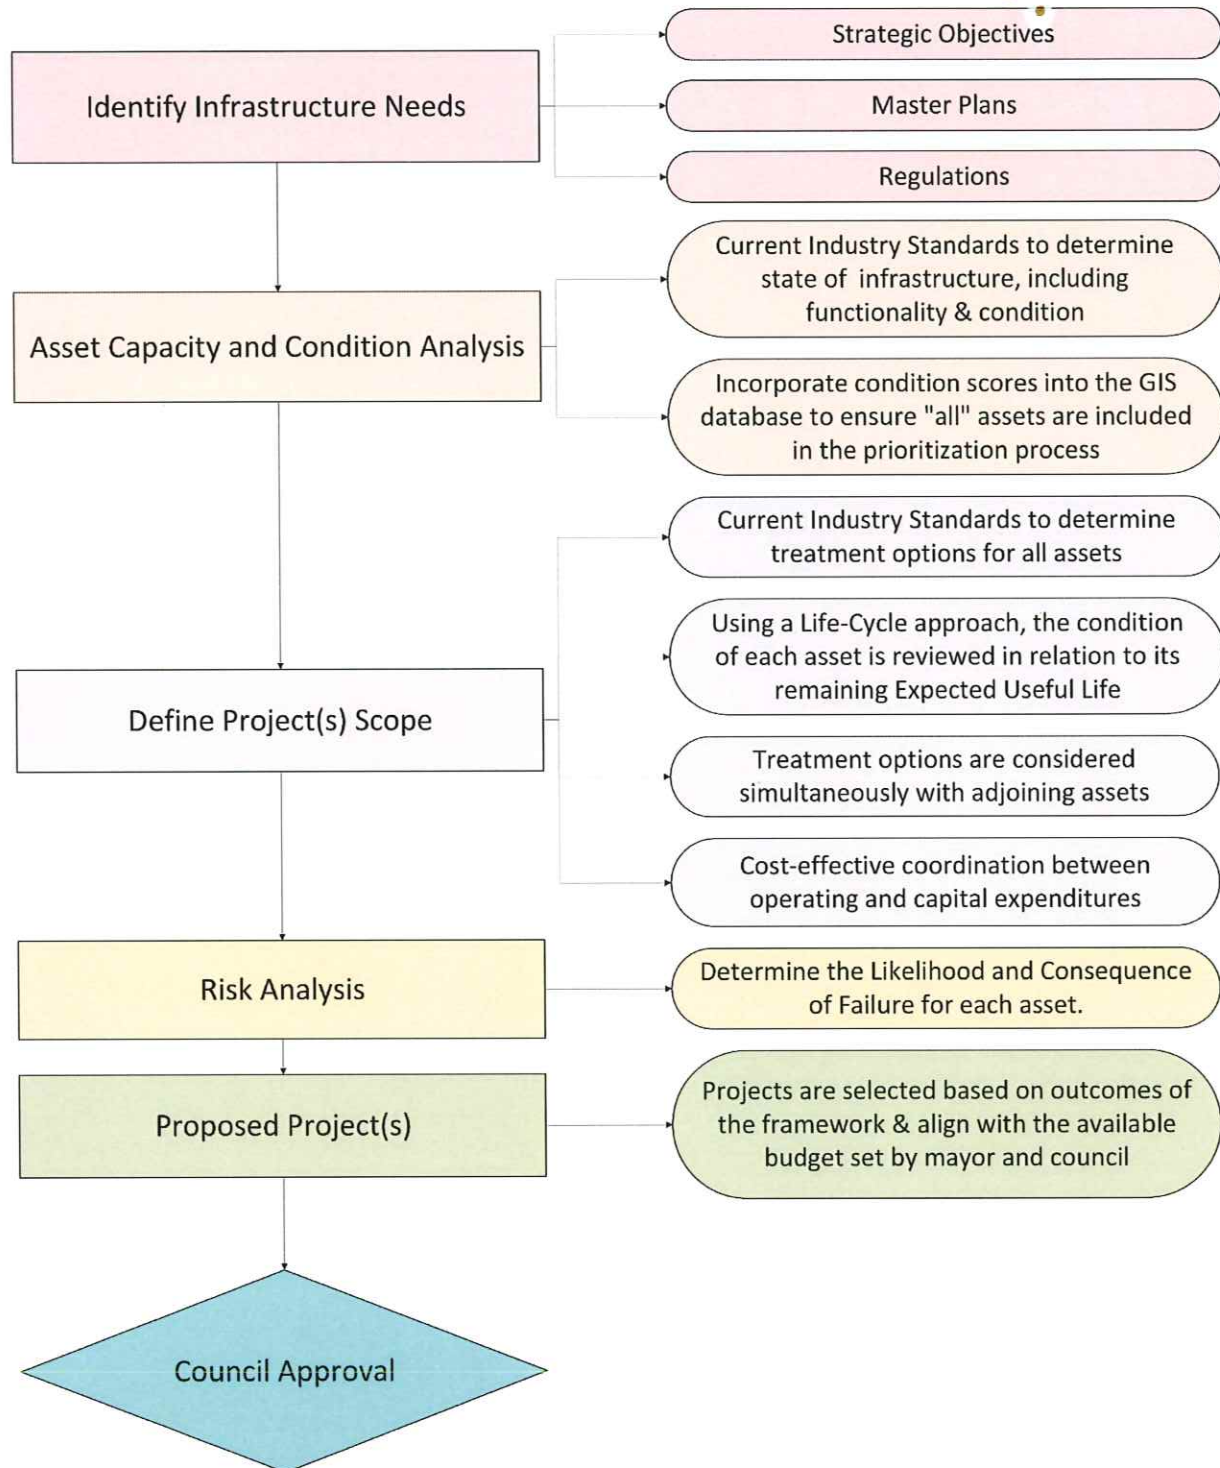 Strategic Objectives
Identify Infrastructure Needs
Master Plans
Regulations
Current Industry Standards to determine
state of infrastructure, including
functionality & condition
Asset Capacity and Condition Analysis
Incorporate condition scores into the GIS
database to ensure "all" assets are included
in the prioritization process
Current Industry Standards to determine
treatment options for all assets
Using a Life-Cycle approach, the condition
of each asset is reviewed in relation to its
remaining Expected Useful Life
Define Project(s) Scope
Treatment options are considered
simultaneously with adjoining assets
Cost-effective coordination between
operating and capital expenditures
Risk Analysis
Determine the Likelihood and Consequence
of Failure for each asset.
Proposed Project(s)
Projects are selected based on outcomes of
the framework & align with the available
budget set by mayor and council
Council Approval